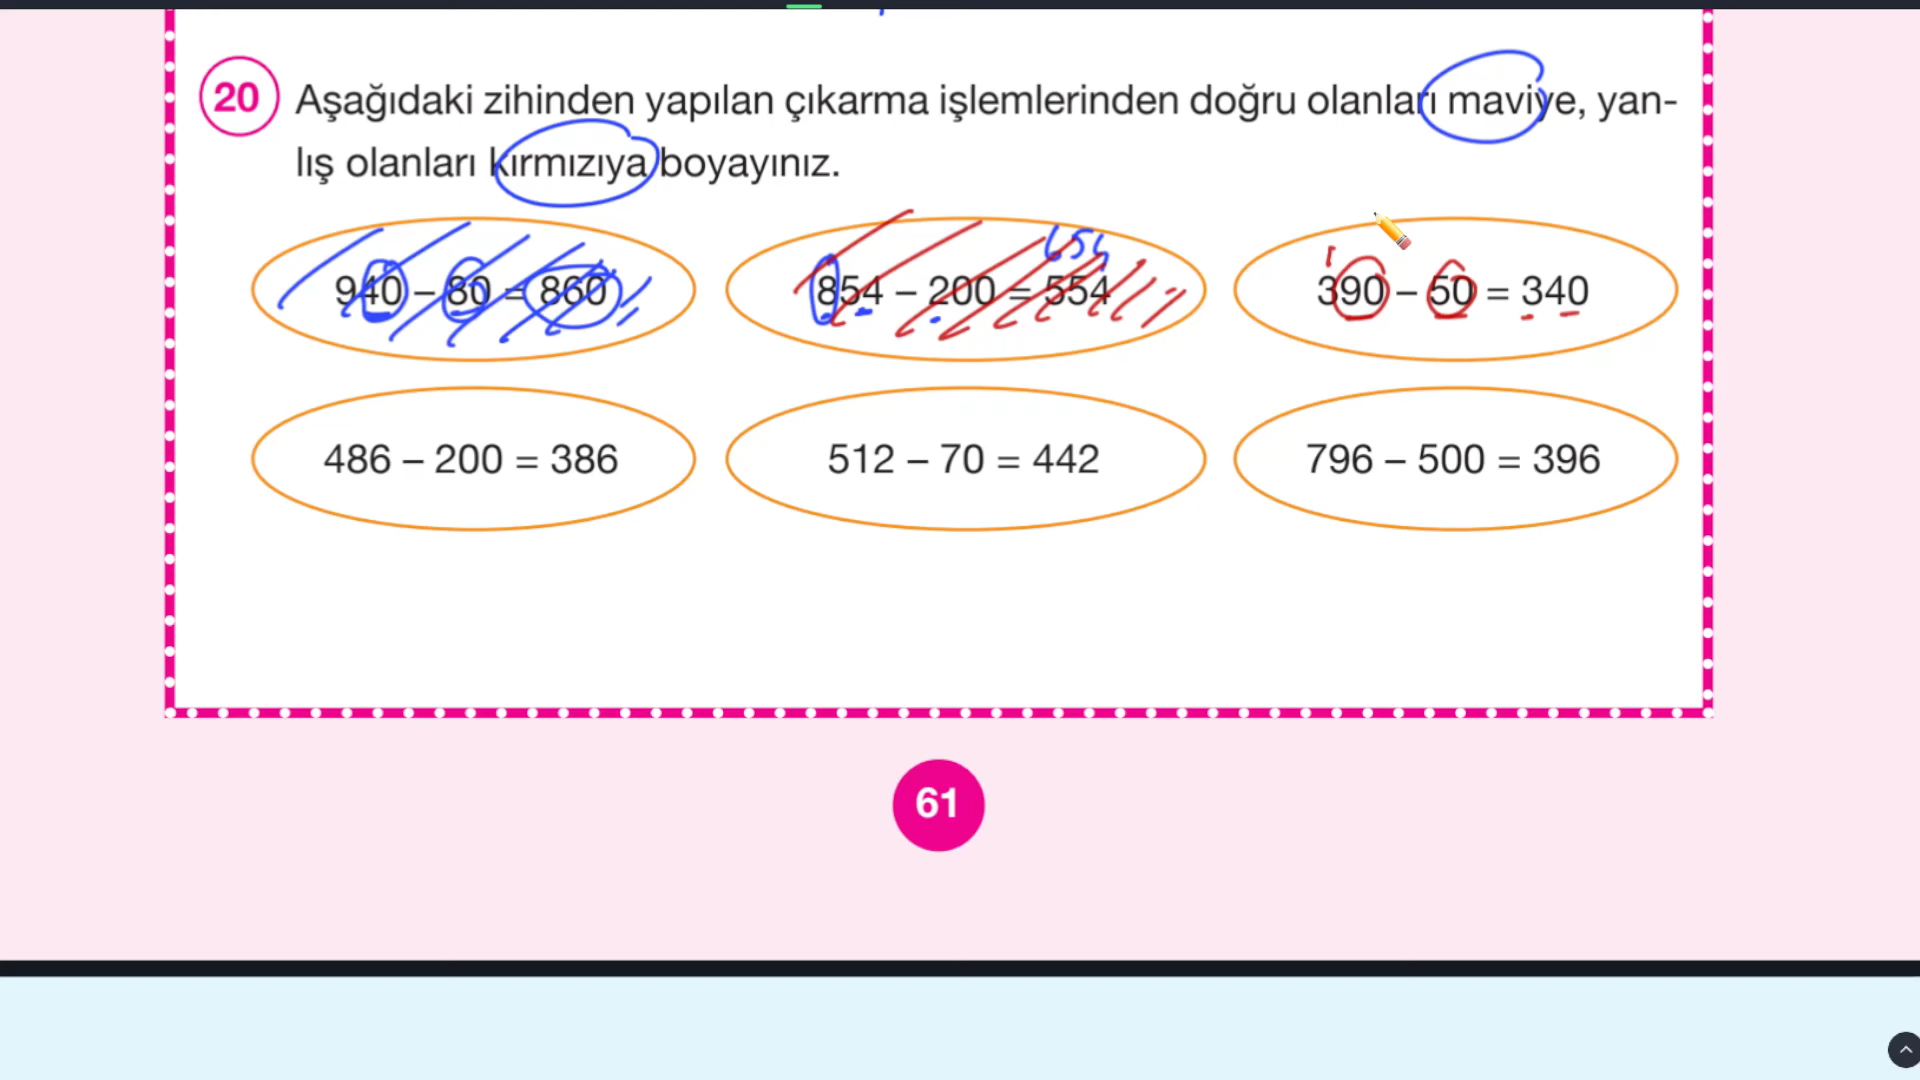 20 Aşağıdaki zihinden yapılan çıkarma işlemlerinden doğru olanları maviye, yan-
lış olanları kırmızıya boyayınız.
654
940 – 80 = 860 854 – 200 = 554 390 – 50 = 340
486 – 200 = 386 512 – 70 = 442 796 – 500 = 396
61